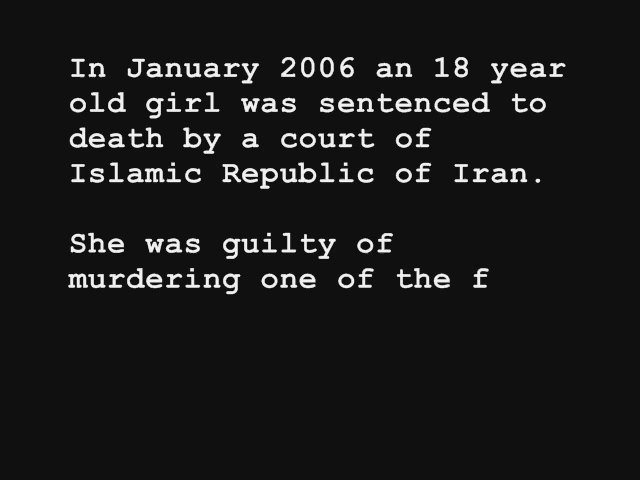 In January 2006 an 18 year
old girl was sentenced to
death by a court of
Islamic Republic of Iran.
She was guilty of
murdering one of the f